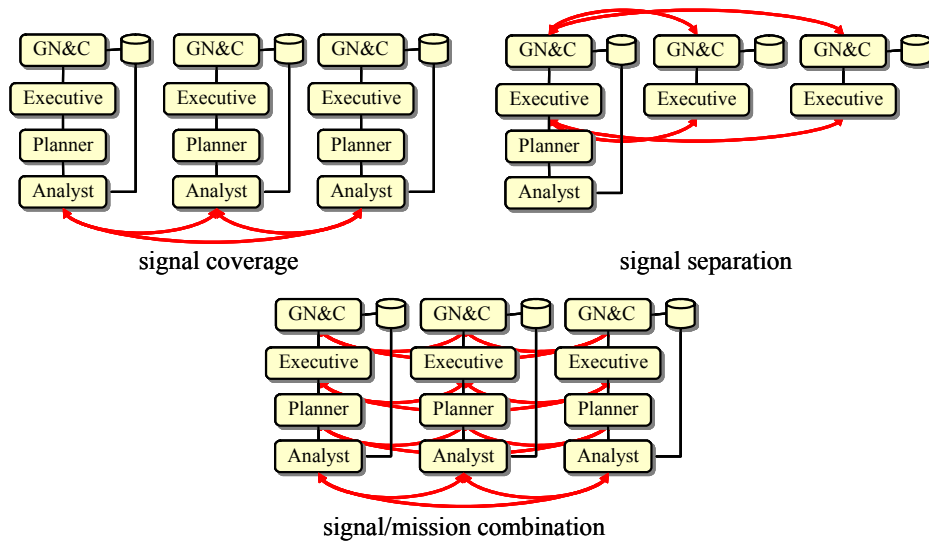 GN&C GN&C GN&C
Executive Executive Executive
Planner Planner Planner
Analyst Analyst Analyst
signal coverage
GN&C GN&C GN&C
Executive Executive Executive
Planner
Analyst
signal separation
GN&C GN&C GN&C
Executive Executive Executive
Planner Planner Planner
Analyst Analyst Analyst
signal/mission combination